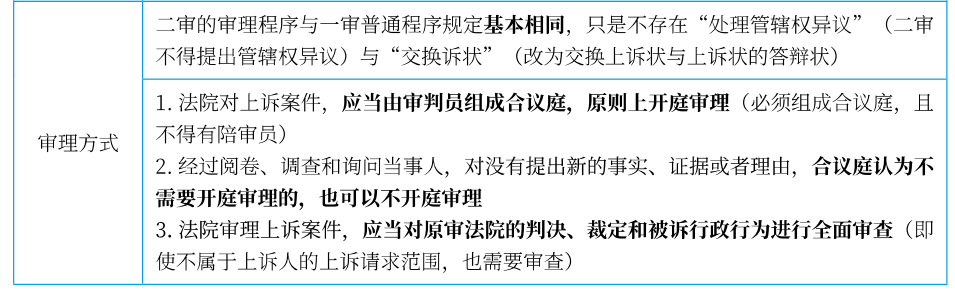 二审的审理程序与一审普通程序规定基本相同，只是不存在“处理管辖权异议”（二审
不得提出管辖权异议）与“交换诉状”（改为交换上诉状与上诉状的答辩状）
审理方式
1. 法院对上诉案件，应当由审判员组成合议庭，原则上开庭审理（必须组成合议庭，且
不得有陪审员）
2. 经过阅卷、调查和询问当事人，对没有提出新的事实、证据或者理由，合议庭认为不
需要开庭审理的，也可以不开庭审理
3. 法院审理上诉案件，应当对原审法院的判决、裁定和被诉行政行为进行全面审查（即
使不属于上诉人的上诉请求范围，也需要审查）